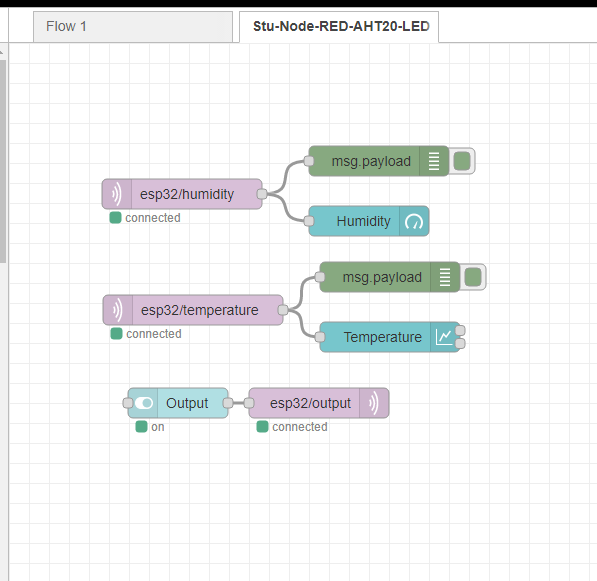 Flow 1
Stu-Node-RED-AHT20-LED
msg.payload
esp32/humidity
connected
Humidity
msg.payload
esp32/temperature
connected
Temperature
Output
on
esp32/output
connected